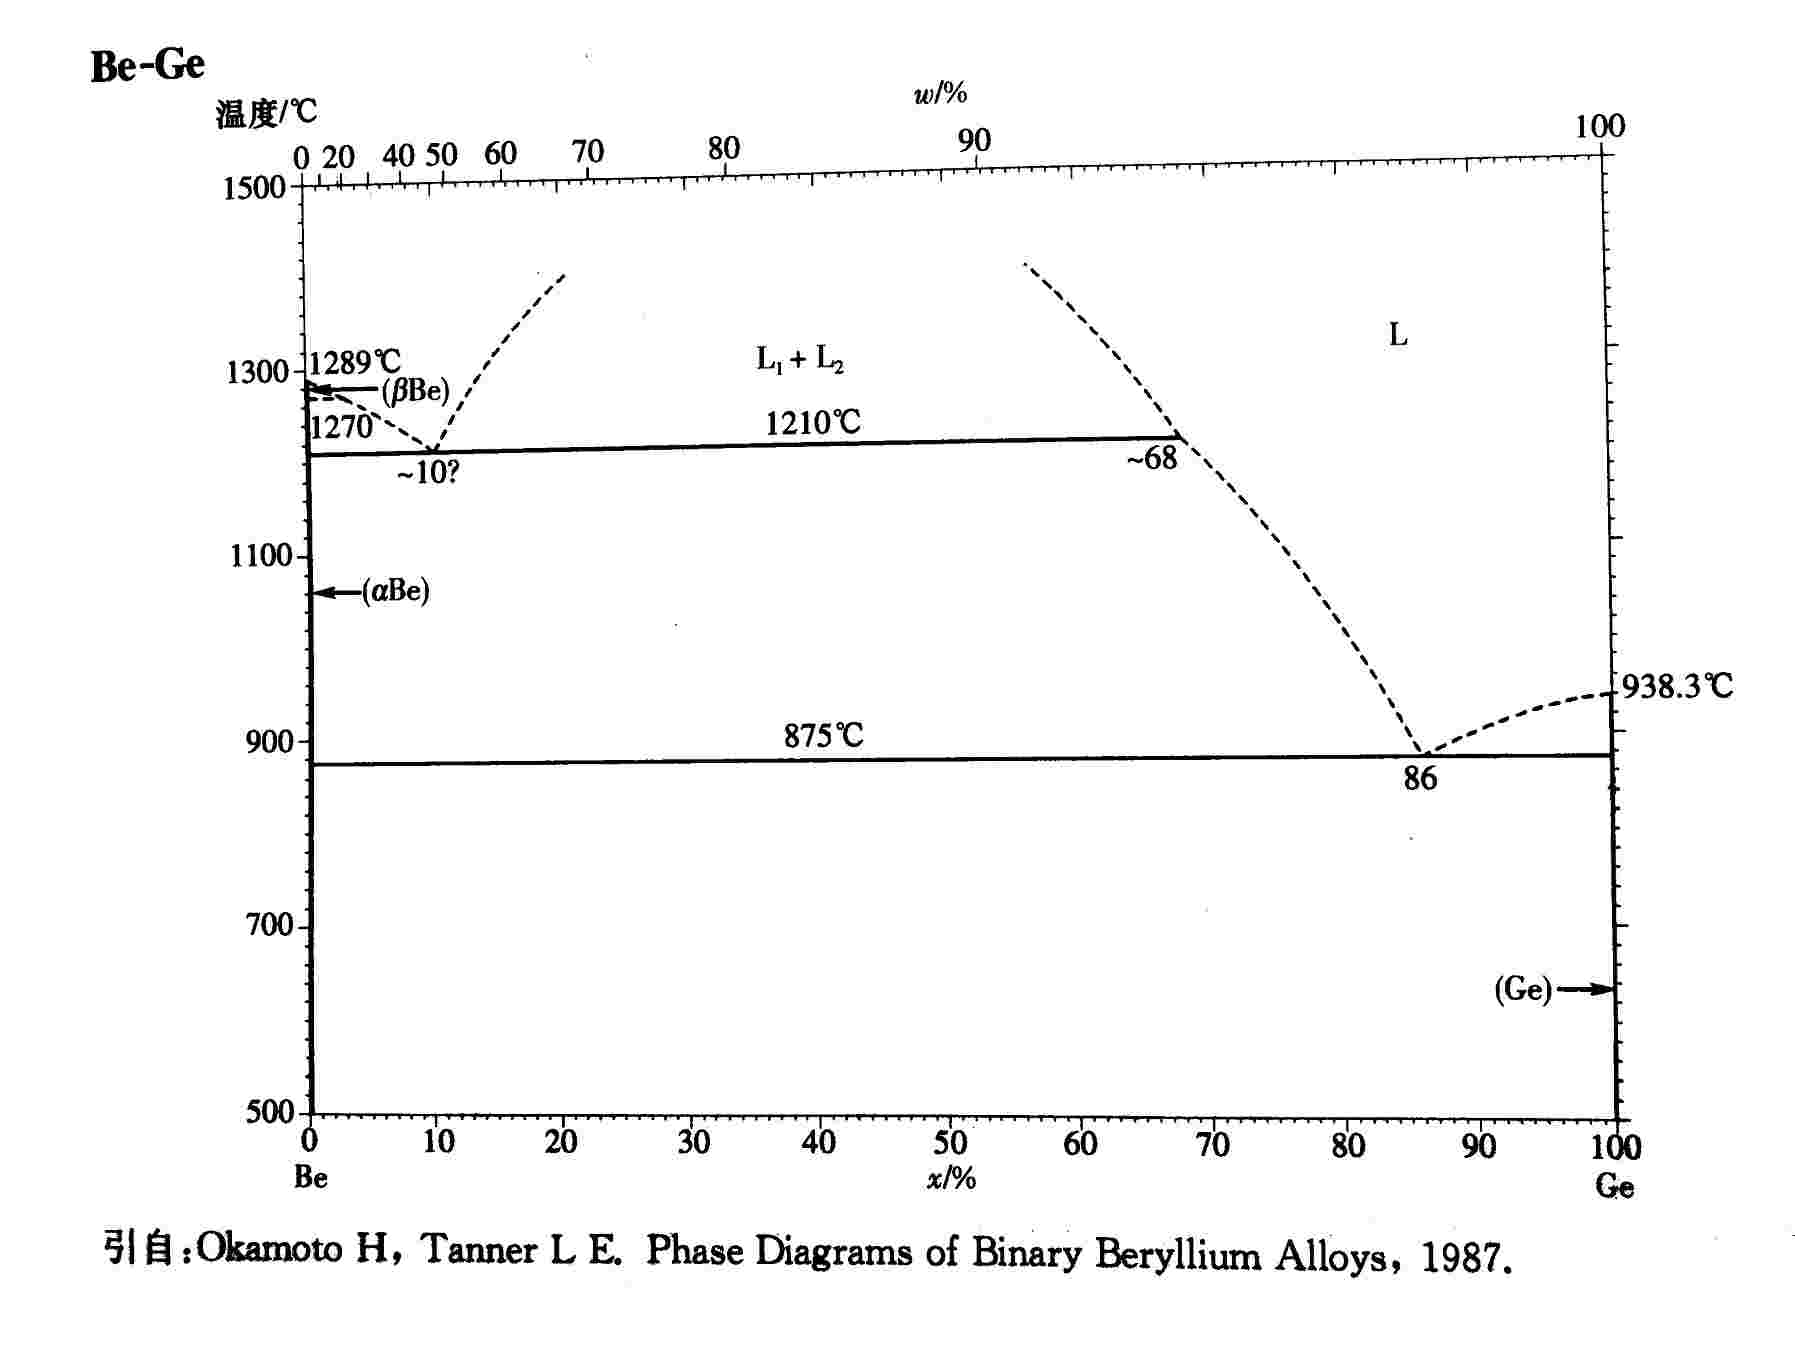 Be-Ge
温度/℃
w/%
0 20 40 50 60 70 80 90 100
1500
1289℃
1300
(βBe)
1270
L₁ + L₂
L
1210℃
~10?
~68
1100
(αBe)
938.3℃
900
875℃
86
700
(Ge)
500
0 10 20 30 40 50 60 70 80 90 100
Be x/% Ge
引自:Okamoto H, Tanner L E. Phase Diagrams of Binary Beryllium Alloys, 1987.